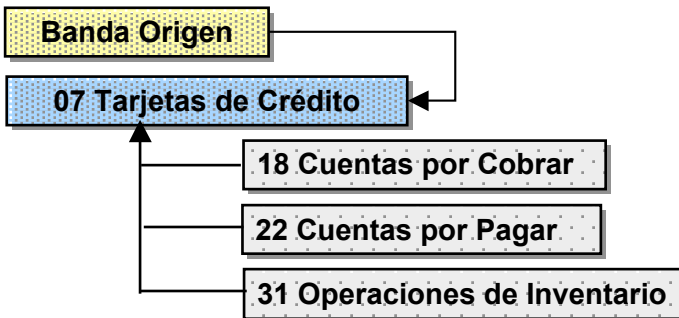 Banda Origen
07 Tarjetas de Crédito
18 Cuentas por Cobrar
22 Cuentas por Pagar
31 Operaciones de Inventario